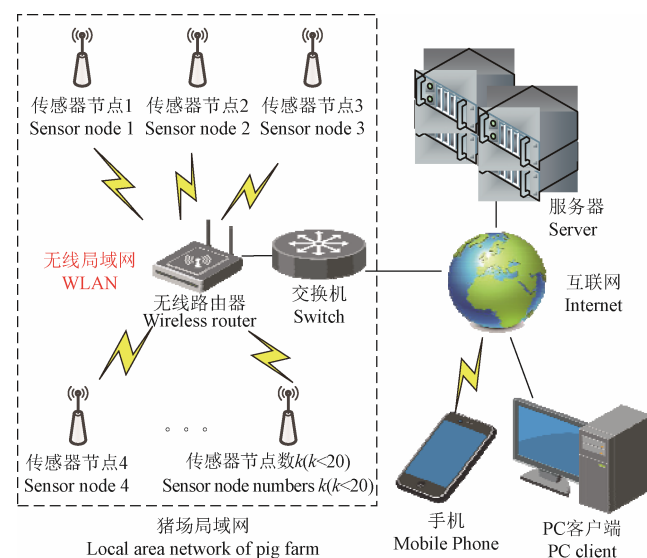 传感器节点1
Sensor node 1
传感器节点2
Sensor node 2
传感器节点3
Sensor node 3
服务器
Server
无线局域网
WLAN
无线路由器
Wireless router
交换机
Switch
互联网
Internet
传感器节点4
Sensor node 4
。。。
传感器节点数k(k<20)
Sensor node numbers k(k<20)
手机
Mobile Phone
PC客户端
PC client
猪场局域网
Local area network of pig farm